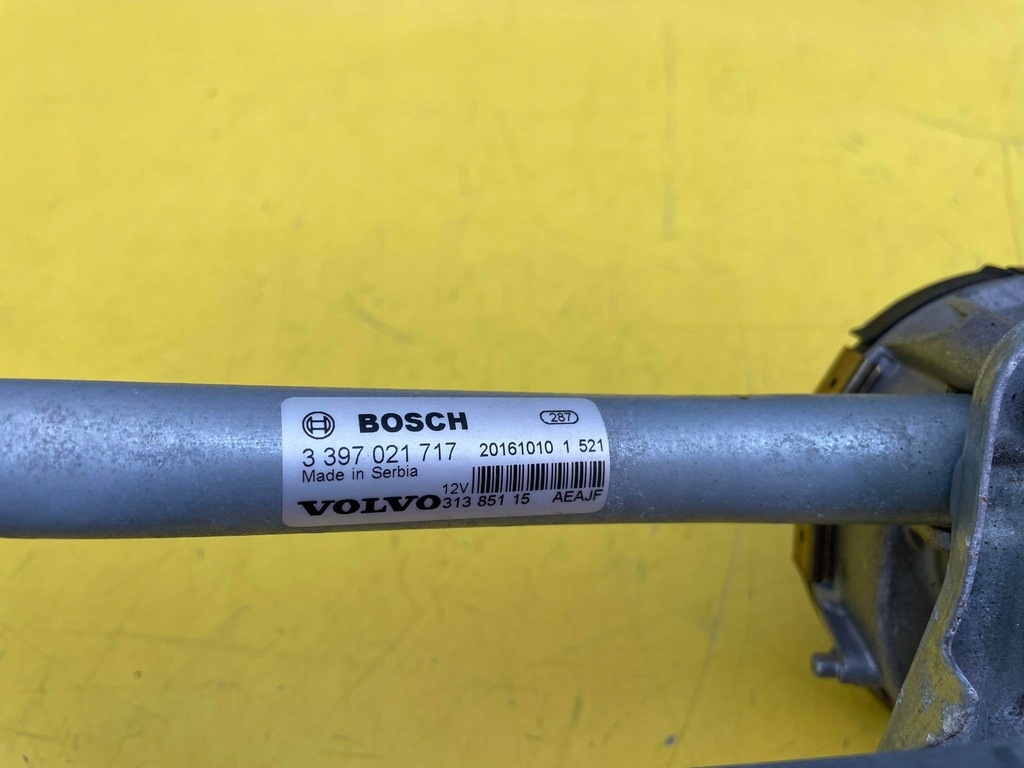 BOSCH 287
3 397 021 717 20161010 1 521
Made in Serbia
12V
VOLVO 313 851 15 AEAJF